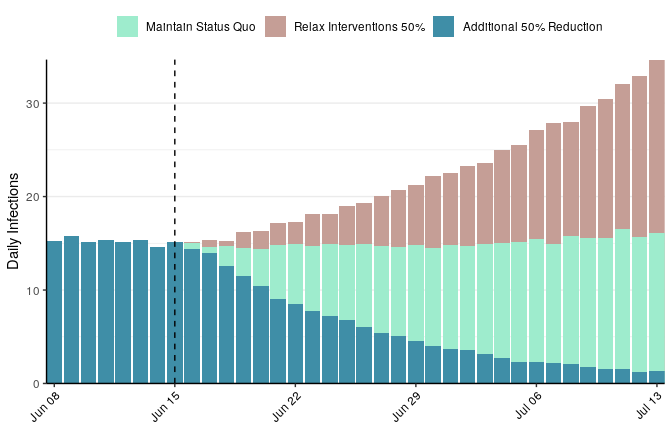 Maintain Status Quo Relax Interventions 50% Additional 50% Reduction
Daily Infections
30
20
10
0
Jun 08 Jun 15 Jun 22 Jun 29 Jul 06 Jul 13